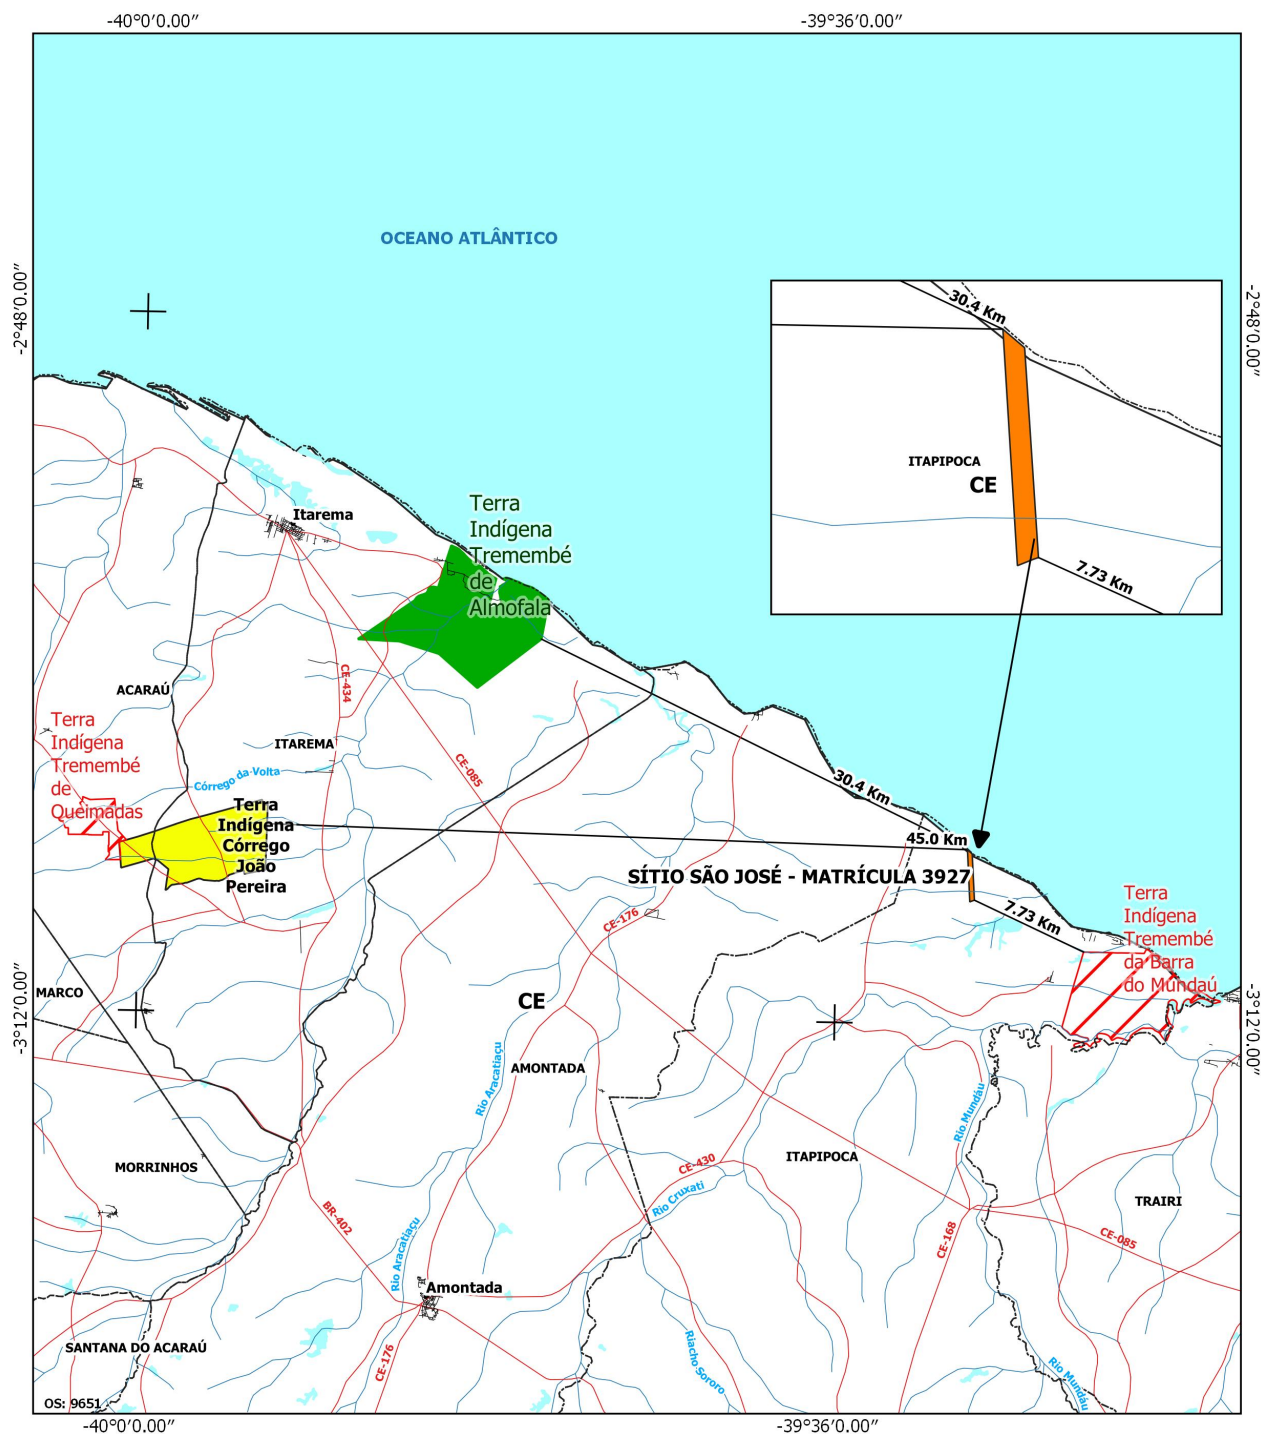 -40°0′0.00″
-39°36′0.00″
-2°48′0.00″
-2°48′0.00″
OCEANO ATLÂNTICO
30.4 Km
ITAPIPOCA
CE
7.73 Km
Terra
Indígena
Tremembé
de
Almofala
Itarema
CE-434
ACARAÚ
Terra
Indígena
Tremembé
de
Queimadas
ITAREMA
Córrego da Volta
CE-085
Terra
Indígena
Córrego
João
Pereira
30.4 Km
45.0 Km
SÍTIO SÃO JOSÉ - MATRÍCULA 3927
7.73 Km
CE-176
Terra
Indígena
Tremembé
da Barra
do Mundaú
MARCO
CE
-3°12′0.00″
-3°12′0.00″
AMONTADA
Rio Aracatiaçu
Rio Mundáu
MORRINHOS
ITAPIPOCA
CE-430
Rio Cruxati
TRAIRI
BR-402
Rio Aracatiaçu
CE-168
CE-085
Amontada
SANTANA DO ACARAÚ
CE-176
Riacho Sororo
Rio Mundáu
OS: 9651
-40°0′0.00″
-39°36′0.00″